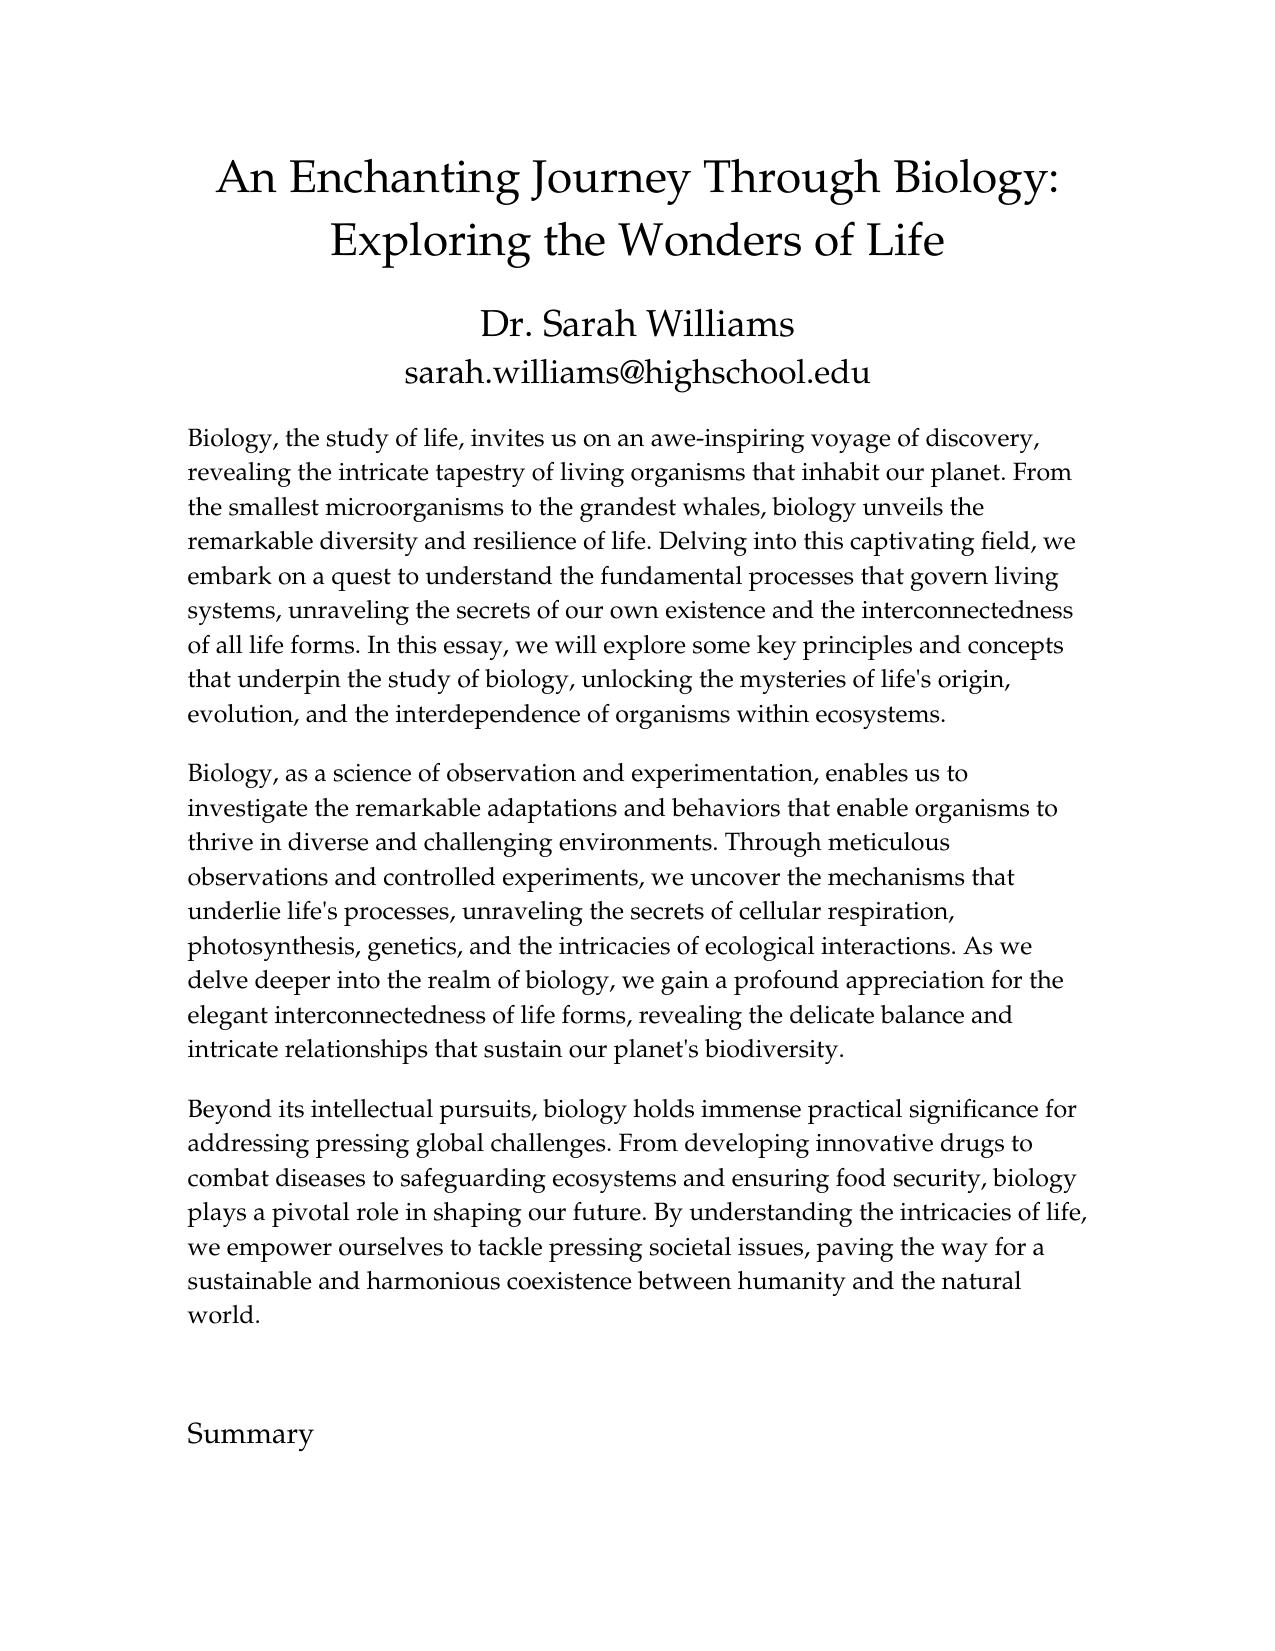 An Enchanting Journey Through Biology:
Exploring the Wonders of Life
Dr. Sarah Williams
sarah.williams@highschool.edu
Biology, the study of life, invites us on an awe-inspiring voyage of discovery,
revealing the intricate tapestry of living organisms that inhabit our planet. From
the smallest microorganisms to the grandest whales, biology unveils the
remarkable diversity and resilience of life. Delving into this captivating field, we
embark on a quest to understand the fundamental processes that govern living
systems, unraveling the secrets of our own existence and the interconnectedness
of all life forms. In this essay, we will explore some key principles and concepts
that underpin the study of biology, unlocking the mysteries of life's origin,
evolution, and the interdependence of organisms within ecosystems.
Biology, as a science of observation and experimentation, enables us to
investigate the remarkable adaptations and behaviors that enable organisms to
thrive in diverse and challenging environments. Through meticulous
observations and controlled experiments, we uncover the mechanisms that
underlie life's processes, unraveling the secrets of cellular respiration,
photosynthesis, genetics, and the intricacies of ecological interactions. As we
delve deeper into the realm of biology, we gain a profound appreciation for the
elegant interconnectedness of life forms, revealing the delicate balance and
intricate relationships that sustain our planet's biodiversity.
Beyond its intellectual pursuits, biology holds immense practical significance for
addressing pressing global challenges. From developing innovative drugs to
combat diseases to safeguarding ecosystems and ensuring food security, biology
plays a pivotal role in shaping our future. By understanding the intricacies of life,
we empower ourselves to tackle pressing societal issues, paving the way for a
sustainable and harmonious coexistence between humanity and the natural
world.
Summary